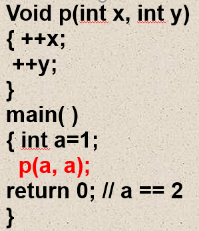 Void p(int x, int y)
{ ++x;
++y;
}
main( )
{ int a=1;
p(a, a);
return 0; // a == 2
}